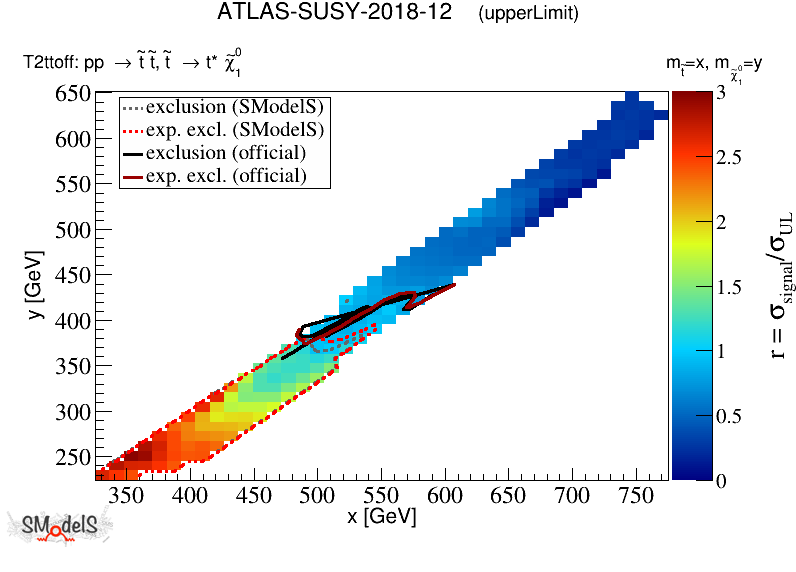 ATLAS-SUSY-2018-12 (upperLimit)
T2ttoff: pp → t̃ t̃, t̃ → t* χ̃⁰₁
m_t̃=x, m_χ̃⁰₁=y
exclusion (SModelS)
exp. excl. (SModelS)
exclusion (official)
exp. excl. (official)
650
600
550
500
450
400
350
300
250
y [GeV]
350 400 450 500 550 600 650 700 750
x [GeV]
3
2.5
2
1.5
1
0.5
0
r = σ_signal/σ_UL
SModelS